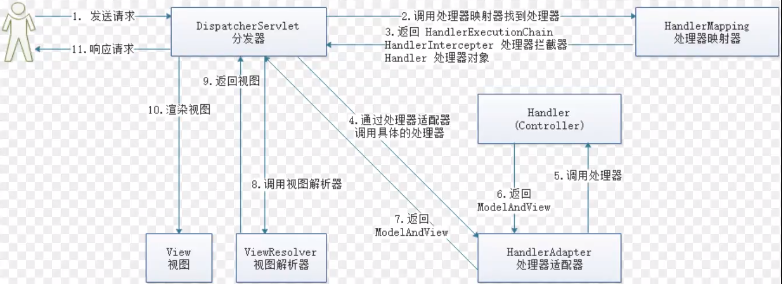 1. 发送请求
11.响应请求
DispatcherServlet
分发器
2.调用处理器映射器找到处理器
3.返回 HandlerExecutionChain
HandlerIntercepter 处理器拦截器
Handler 处理器对象
HandlerMapping
处理器映射器
9.返回视图
10.渲染视图
4.通过处理器适配器
调用具体的处理器
Handler
(Controller)
8.调用视图解析器
5.调用处理器
6.返回
ModelAndView
7.返回
ModelAndView
View
视图
ViewResolver
视图解析器
HandlerAdapter
处理器适配器